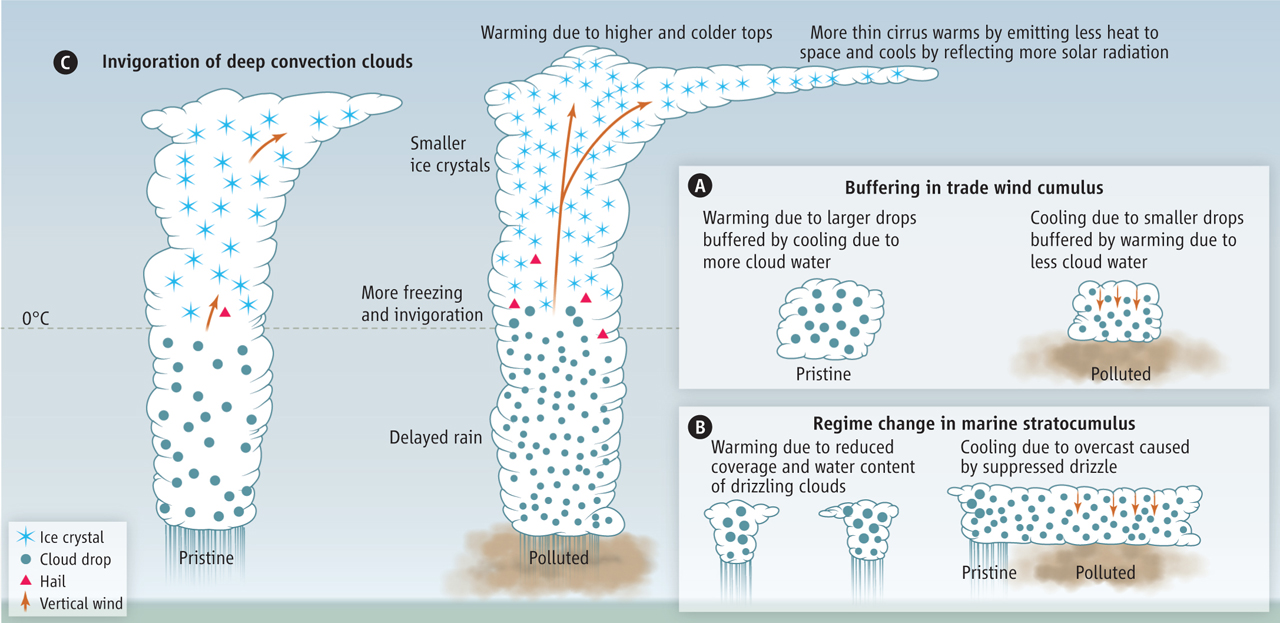 C Invigoration of deep convection clouds
Warming due to higher and colder tops
More thin cirrus warms by emitting less heat to
space and cools by reflecting more solar radiation
Smaller
ice crystals
More freezing
and invigoration
0°C
Delayed rain
Pristine
Polluted
Ice crystal
Cloud drop
Hail
Vertical wind
A Buffering in trade wind cumulus
Warming due to larger drops
buffered by cooling due to
more cloud water
Cooling due to smaller drops
buffered by warming due to
less cloud water
Pristine
Polluted
B Regime change in marine stratocumulus
Warming due to reduced
coverage and water content
of drizzling clouds
Cooling due to overcast caused
by suppressed drizzle
Pristine
Polluted